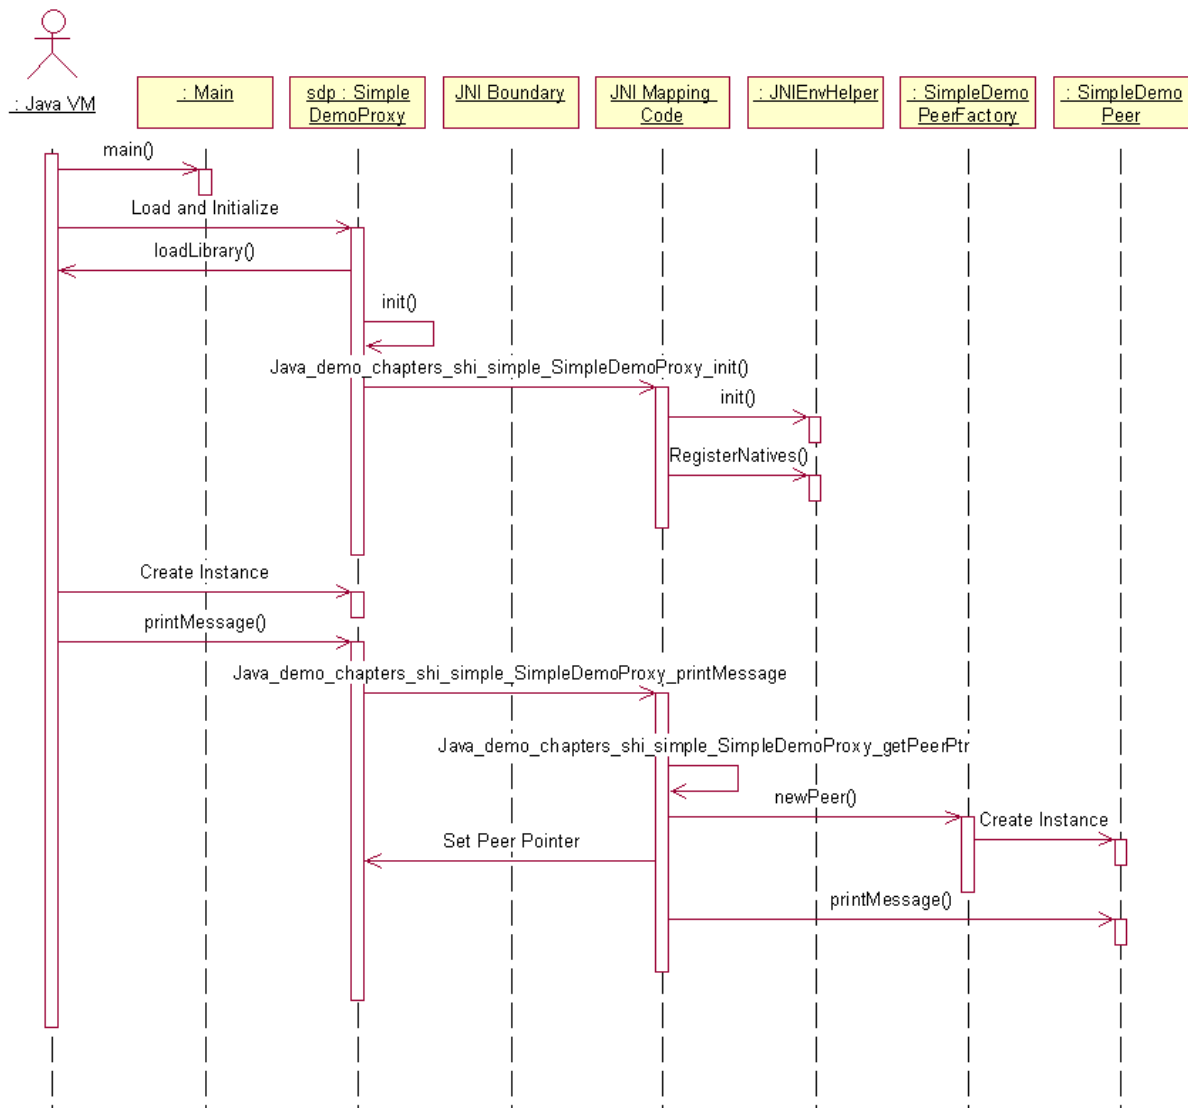 : Java VM
: Main
sdp : Simple
DemoProxy
JNI Boundary
JNI Mapping
Code
: JNIEnvHelper
: SimpleDemo
PeerFactory
: SimpleDemo
Peer
main()
Load and Initialize
loadLibrary()
init()
Java_demo_chapters_shi_simple_SimpleDemoProxy_init()
init()
RegisterNatives()
Create Instance
printMessage()
Java_demo_chapters_shi_simple_SimpleDemoProxy_printMessage
Java_demo_chapters_shi_simple_SimpleDemoProxy_getPeerPtr
newPeer()
Create Instance
Set Peer Pointer
printMessage()